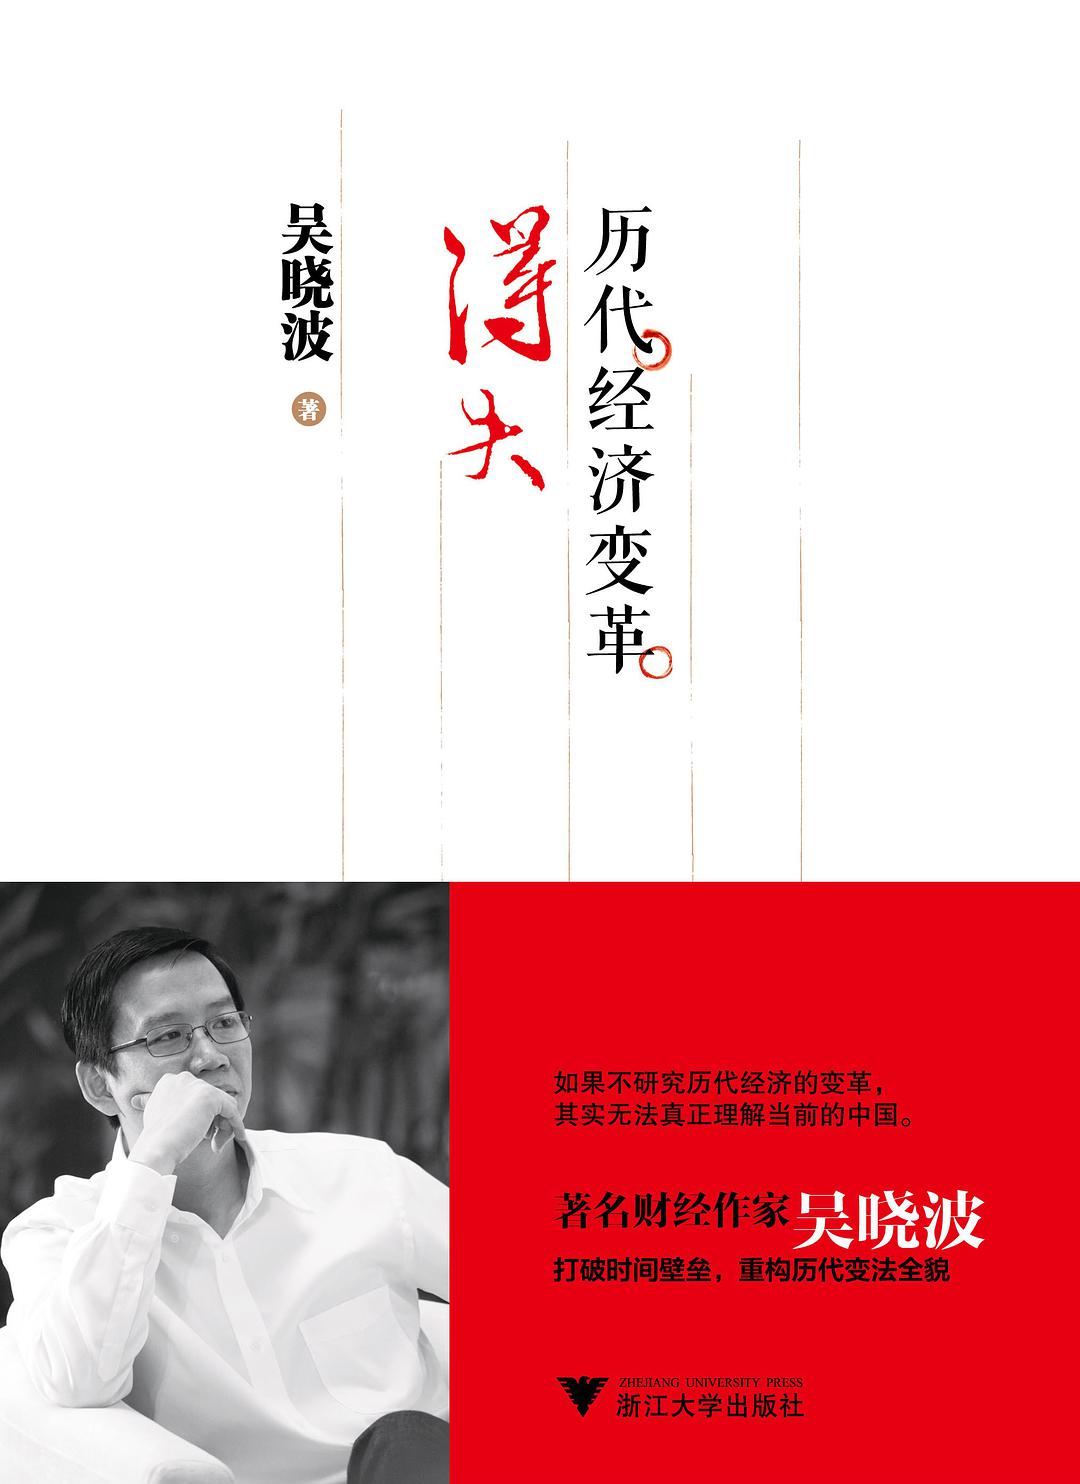 历代经济变革
得失
吴晓波
著
如果不研究历代经济的变革，
其实无法真正理解当前的中国。
著名财经作家吴晓波
打破时间壁垒，重构历代变法全貌
ZHEJIANG UNIVERSITY PRESS
浙江大学出版社